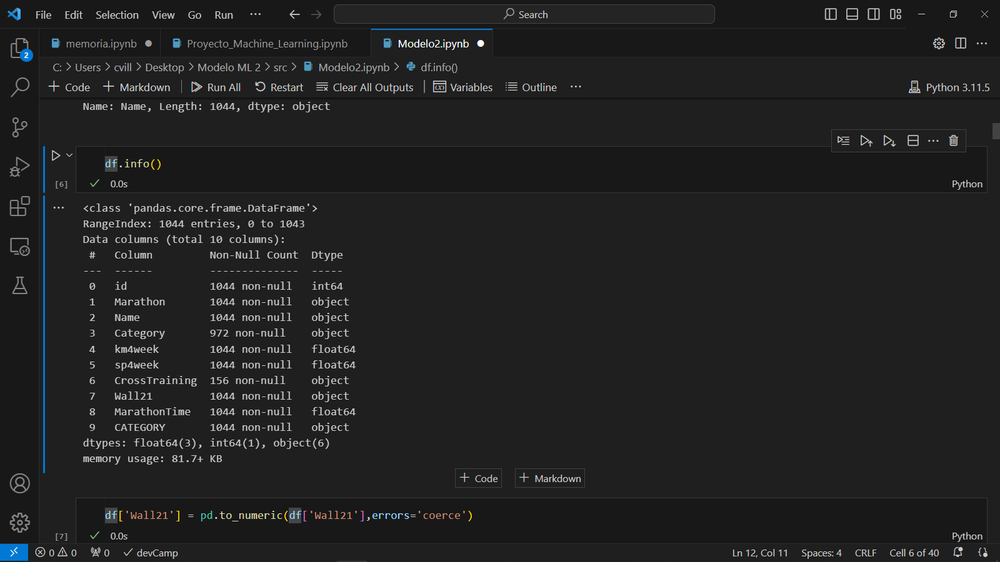 File Edit Selection View Go Run ··· Search
memoria.ipynb Proyecto_Machine_Learning.ipynb Modelo2.ipynb
C: > Users > cvill > Desktop > Modelo ML 2 > src > Modelo2.ipynb > df.info()
+ Code + Markdown | Run All Restart Clear All Outputs | Variables Outline ··· Python 3.11.5
2
Name: Name, Length: 1044, dtype: object
df.info()
[6] 0.0s Python
<class 'pandas.core.frame.DataFrame'>
RangeIndex: 1044 entries, 0 to 1043
Data columns (total 10 columns):
# Column Non-Null Count Dtype
--- ------ -------------- -----
0 id 1044 non-null int64
1 Marathon 1044 non-null object
2 Name 1044 non-null object
3 Category 972 non-null object
4 km4week 1044 non-null float64
5 sp4week 1044 non-null float64
6 CrossTraining 156 non-null object
7 Wall21 1044 non-null object
8 MarathonTime 1044 non-null float64
9 CATEGORY 1044 non-null object
dtypes: float64(3), int64(1), object(6)
memory usage: 81.7+ KB
+ Code + Markdown
df['Wall21'] = pd.to_numeric(df['Wall21'],errors='coerce')
[7] 0.0s Python
0 0 0 devCamp Ln 12, Col 11 Spaces: 4 CRLF Cell 6 of 40